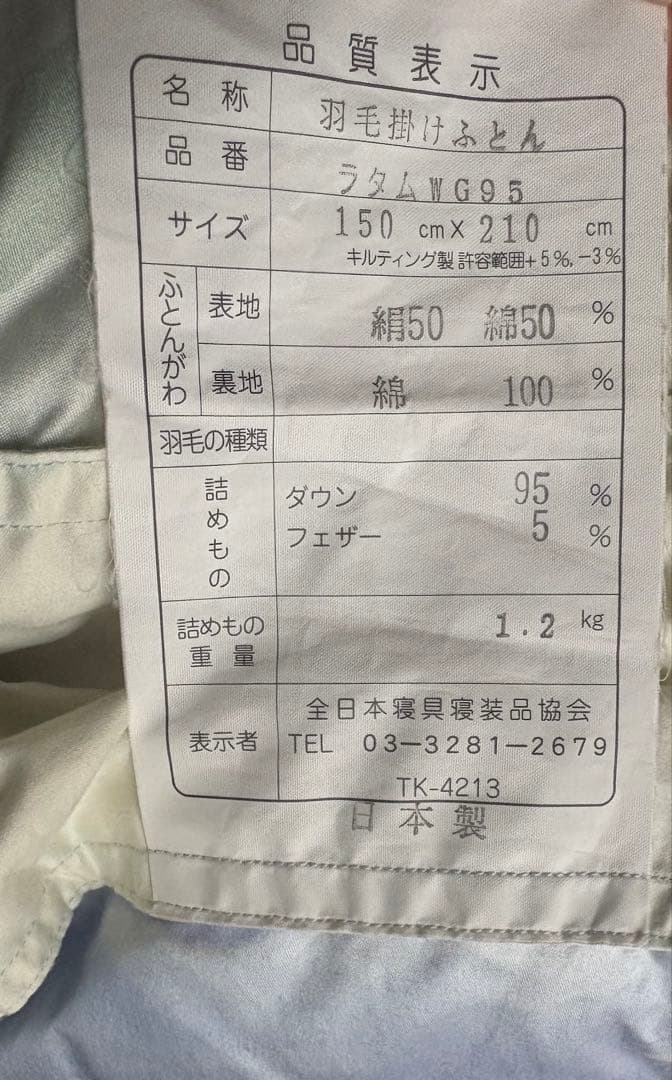 品質表示
名称 羽毛掛けふとん
品番 ラタムWG95
サイズ 150 cm×210 cm
キルティング製 許容範囲+5%,-3%
ふとんがわ 表地 絹50 綿50 %
裏地 綿 100 %
羽毛の種類
詰めもの ダウン 95 %
フェザー 5 %
詰めもの重量 1.2 kg
表示者 全日本寝具寝装品協会
TEL 03-3281-2679
TK-4213
日本製